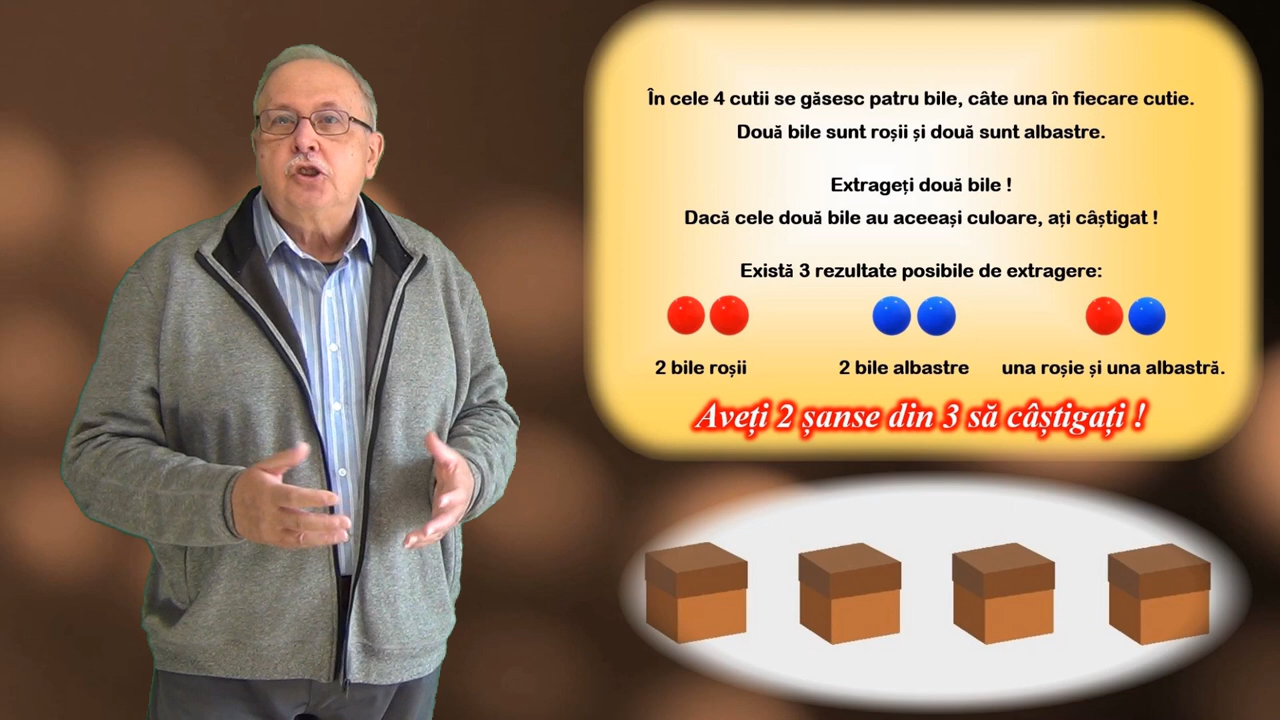 În cele 4 cutii se găsesc patru bile, câte una în fiecare cutie.
Două bile sunt roșii și două sunt albastre.
Extrageți două bile !
Dacă cele două bile au aceeași culoare, ați câștigat !
Există 3 rezultate posibile de extragere:
2 bile roșii
2 bile albastre
una roșie și una albastră.
Aveți 2 șanse din 3 să câștigați !